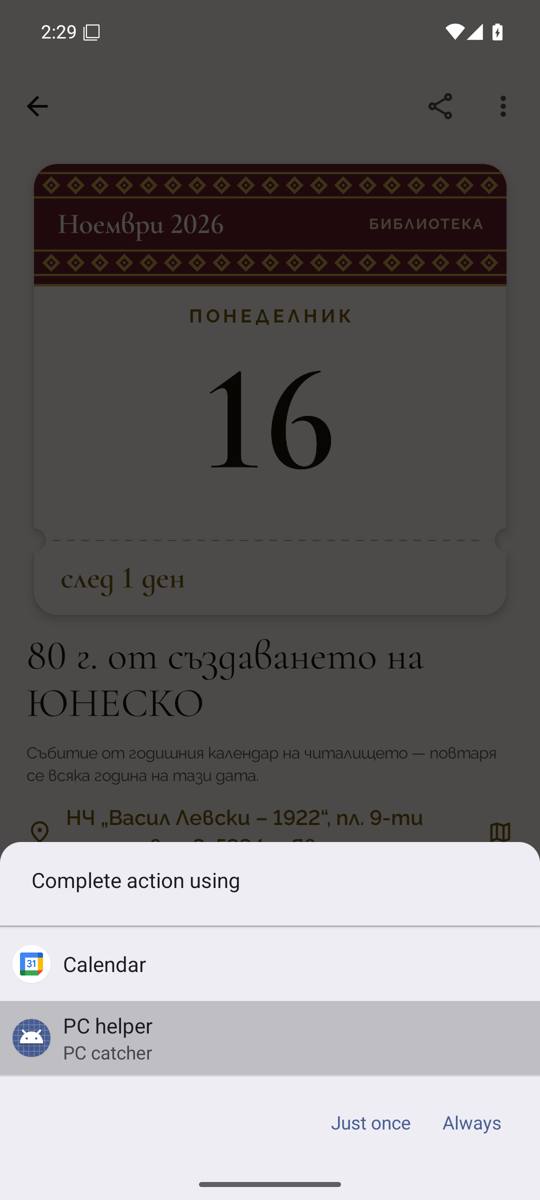 2:29
Ноември 2026
БИБЛИОТЕКА
ПОНЕДЕЛНИК
16
след 1 ден
80 г. от създаването на
ЮНЕСКО
Събитие от годишния календар на читалището — повтаря
се всяка година на тази дата.
НЧ „Васил Левски – 1922“, пл. 9-ти
Complete action using
31
Calendar
PC helper
PC catcher
Just once
Always